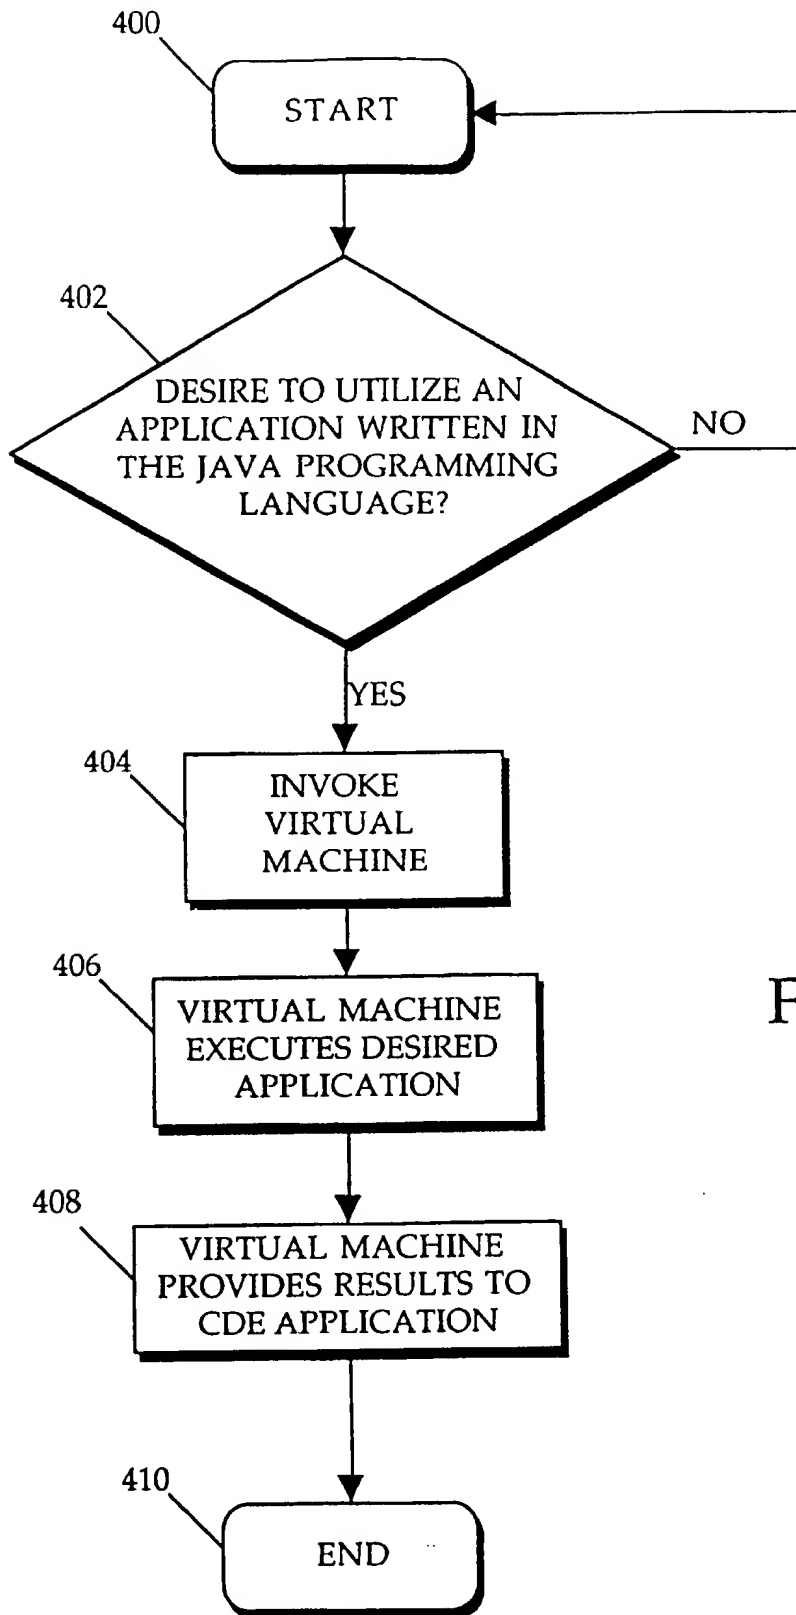 400
START
402
DESIRE TO UTILIZE AN
APPLICATION WRITTEN IN
THE JAVA PROGRAMMING
LANGUAGE?
NO
YES
404
INVOKE
VIRTUAL
MACHINE
406
VIRTUAL MACHINE
EXECUTES DESIRED
APPLICATION
408
VIRTUAL MACHINE
PROVIDES RESULTS TO
CDE APPLICATION
410
END